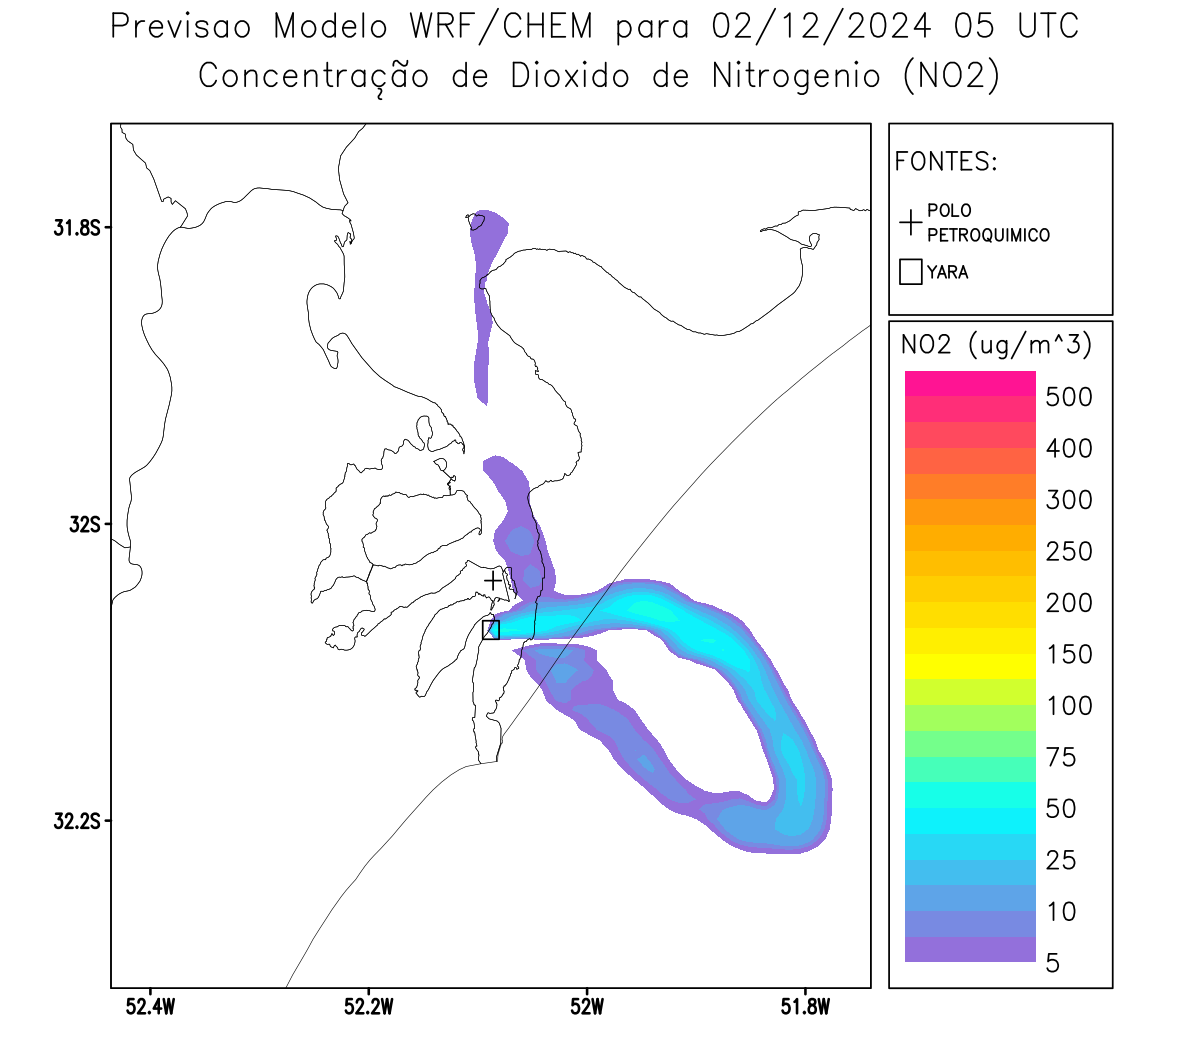 Previsao Modelo WRF/CHEM para 02/12/2024 05 UTC
Concentração de Dioxido de Nitrogenio (NO2)
FONTES:
POLO
PETROQUIMICO
YARA
NO2 (ug/m^3)
500
400
300
250
200
150
100
75
50
25
10
5
31.8S
32S
32.2S
52.4W
52.2W
52W
51.8W